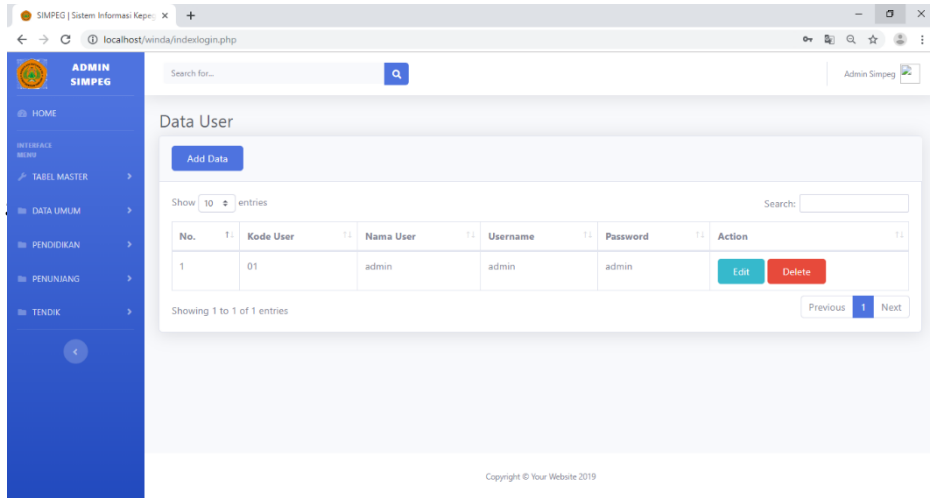 SIMPEG | Sistem Informasi Kepeg
localhost/winda/indexlogin.php
ADMIN
SIMPEG
Search for...
Admin Simpeg
HOME
INTERFACE
MENU
TABEL MASTER
DATA UMUM
PENDIDIKAN
PENUNJANG
TENDIK
Data User
Add Data
Show 10 entries
Search:
No. Kode User Nama User Username Password Action
1 01 admin admin admin Edit Delete
Showing 1 to 1 of 1 entries
Previous 1 Next
Copyright © Your Website 2019